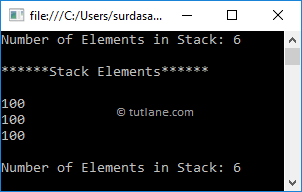 file:///C:/Users/surdasa...
Number of Elements in Stack: 6
******Stack Elements******
100
100
100
© tutlane.com
Number of Elements in Stack: 6